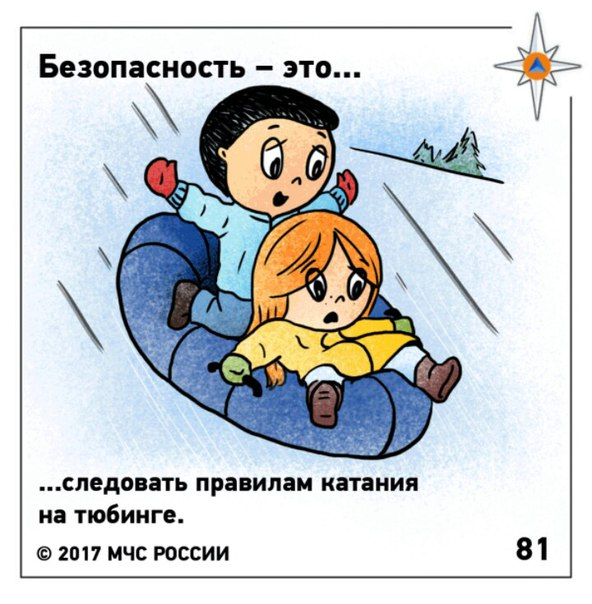 Безопасность – это...
...следовать правилам катания
на тюбинге.
© 2017 МЧС РОССИИ
81